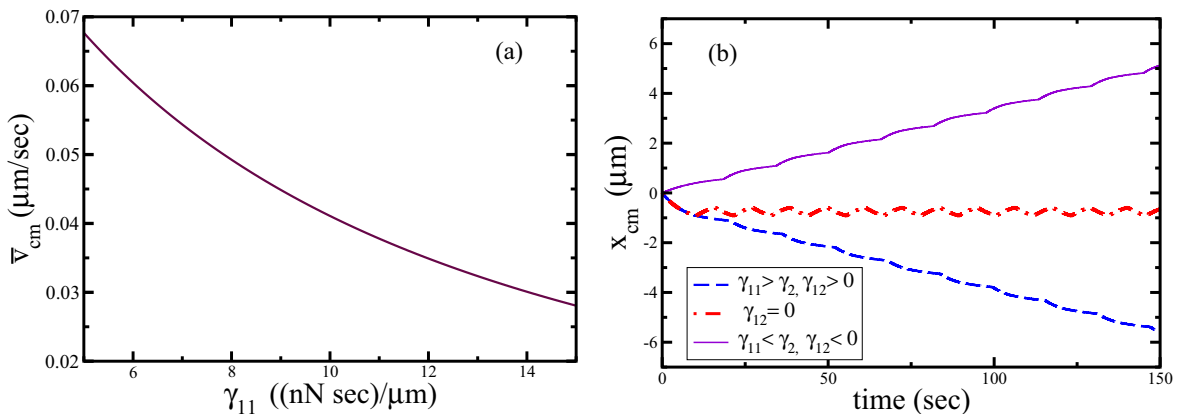 (a)
0.07
0.06
0.05
0.04
0.03
0.02
v̅cm (μm/sec)
6 8 10 12 14
γ11 ((nN sec)/μm)
(b)
6
4
2
0
-2
-4
-6
xcm (μm)
γ11> γ2, γ12> 0
γ12= 0
γ11< γ2, γ12< 0
0 50 100 150
time (sec)